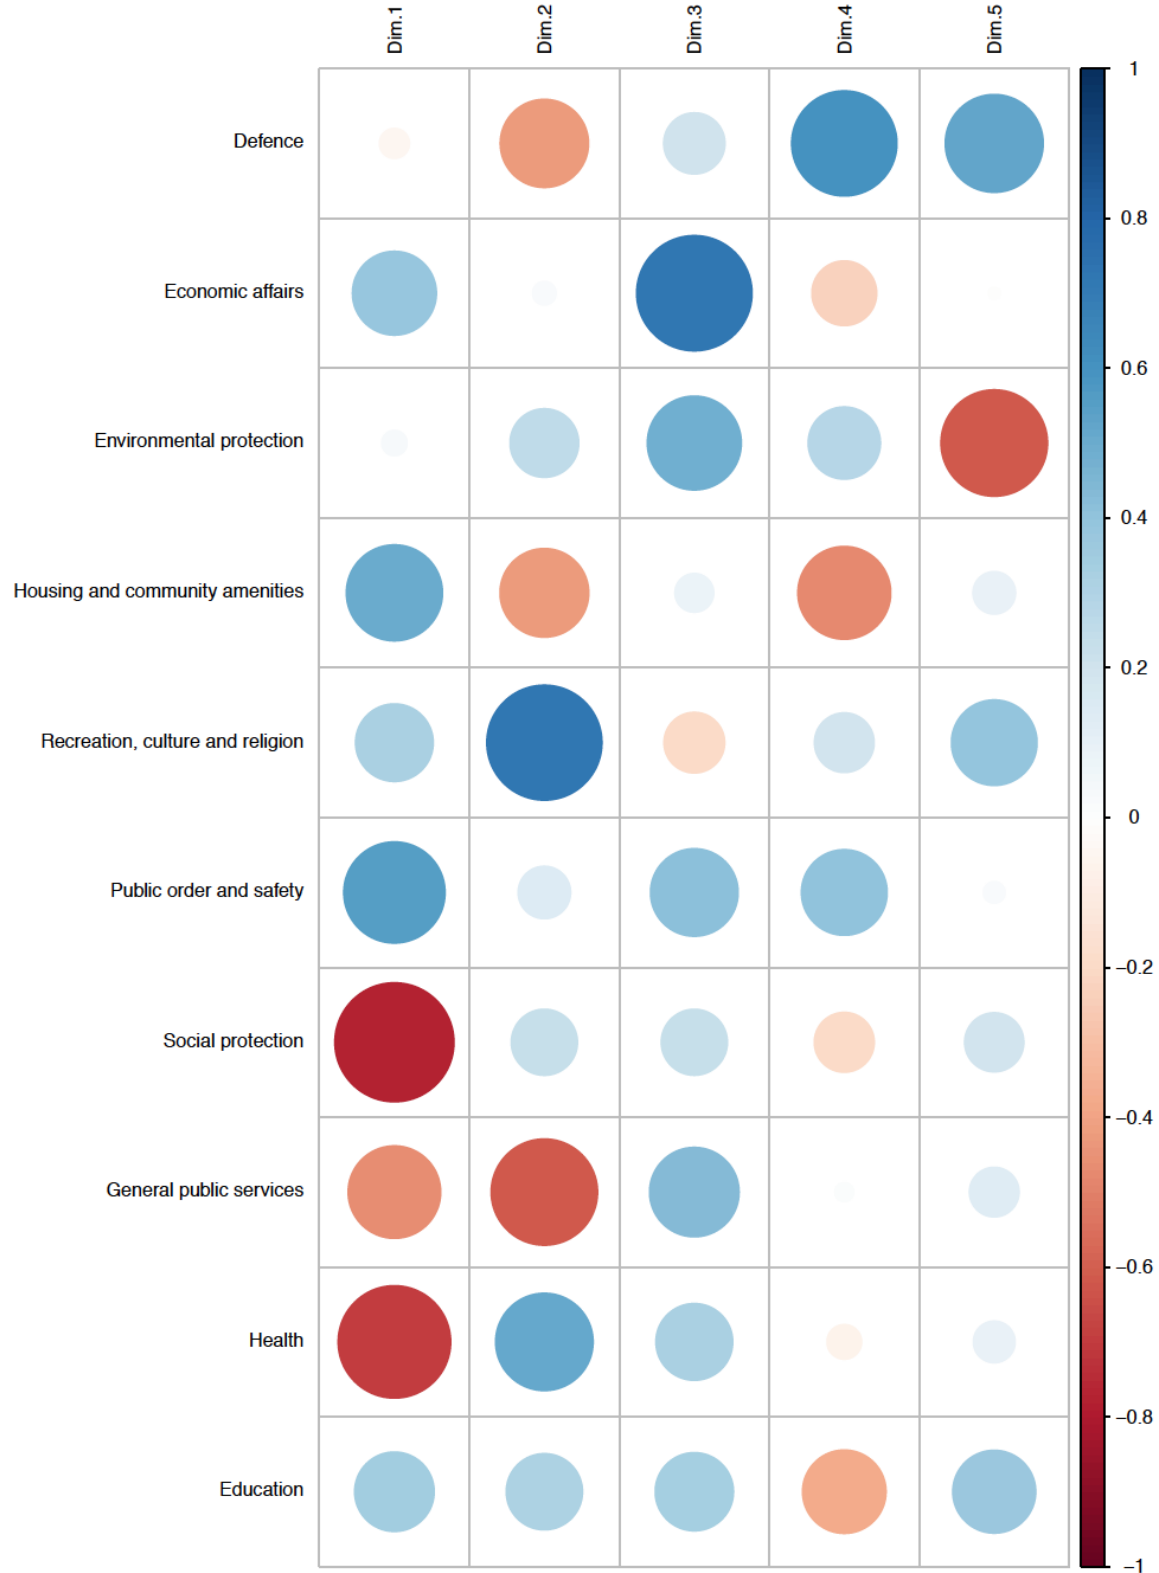 Dim.1 Dim.2 Dim.3 Dim.4 Dim.5
Defence
Economic affairs
Environmental protection
Housing and community amenities
Recreation, culture and religion
Public order and safety
Social protection
General public services
Health
Education
1
0.8
0.6
0.4
0.2
0
−0.2
−0.4
−0.6
−0.8
−1